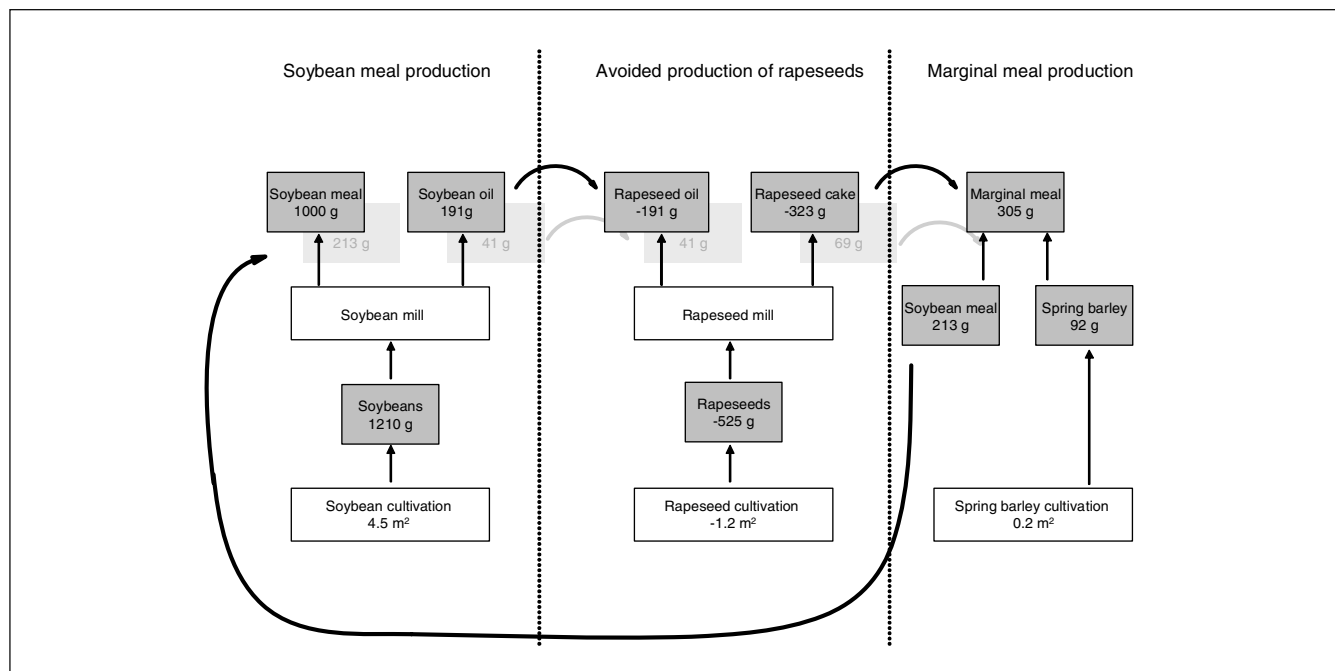 Soybean meal production
Avoided production of rapeseeds
Marginal meal production
Soybean meal
1000 g
Soybean oil
191g
Rapeseed oil
-191 g
Rapeseed cake
-323 g
Marginal meal
305 g
213 g
41 g
41 g
69 g
Soybean mill
Rapeseed mill
Soybean meal
213 g
Spring barley
92 g
Soybeans
1210 g
Rapeseeds
-525 g
Soybean cultivation
4.5 m²
Rapeseed cultivation
-1.2 m²
Spring barley cultivation
0.2 m²